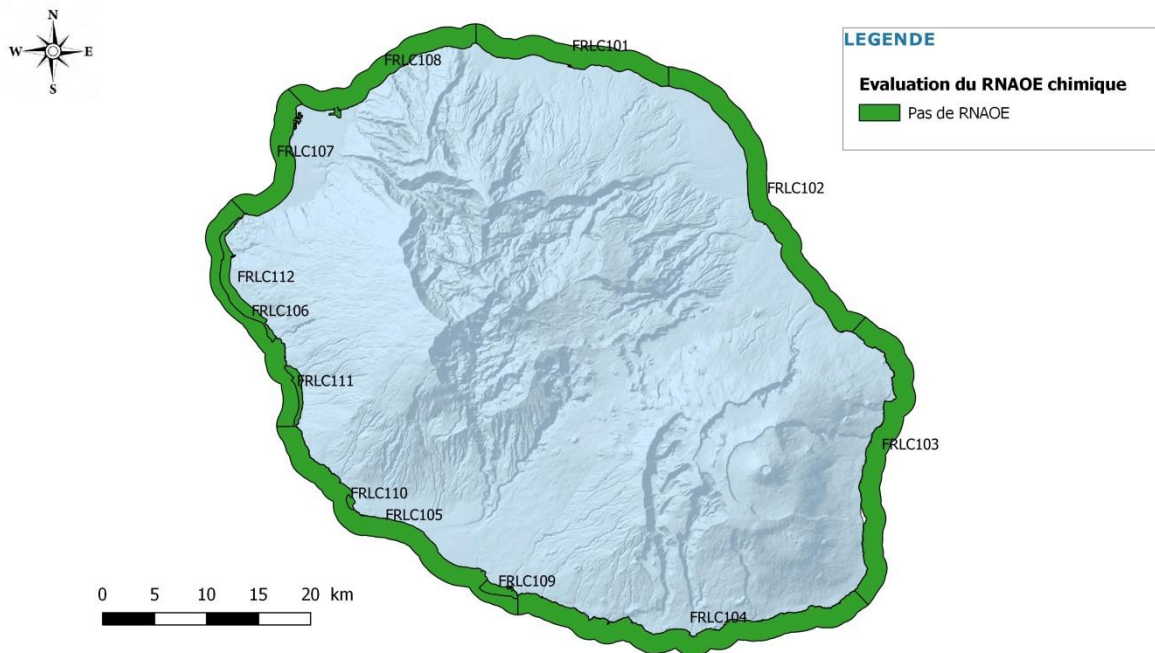 N
W E
S
LEGENDE
Evaluation du RNAOE chimique
Pas de RNAOE
FRLC101
FRLC108
FRLC107
FRLC102
FRLC112
FRLC106
FRLC111
FRLC103
FRLC110
FRLC105
FRLC109
FRLC104
0 5 10 15 20 km